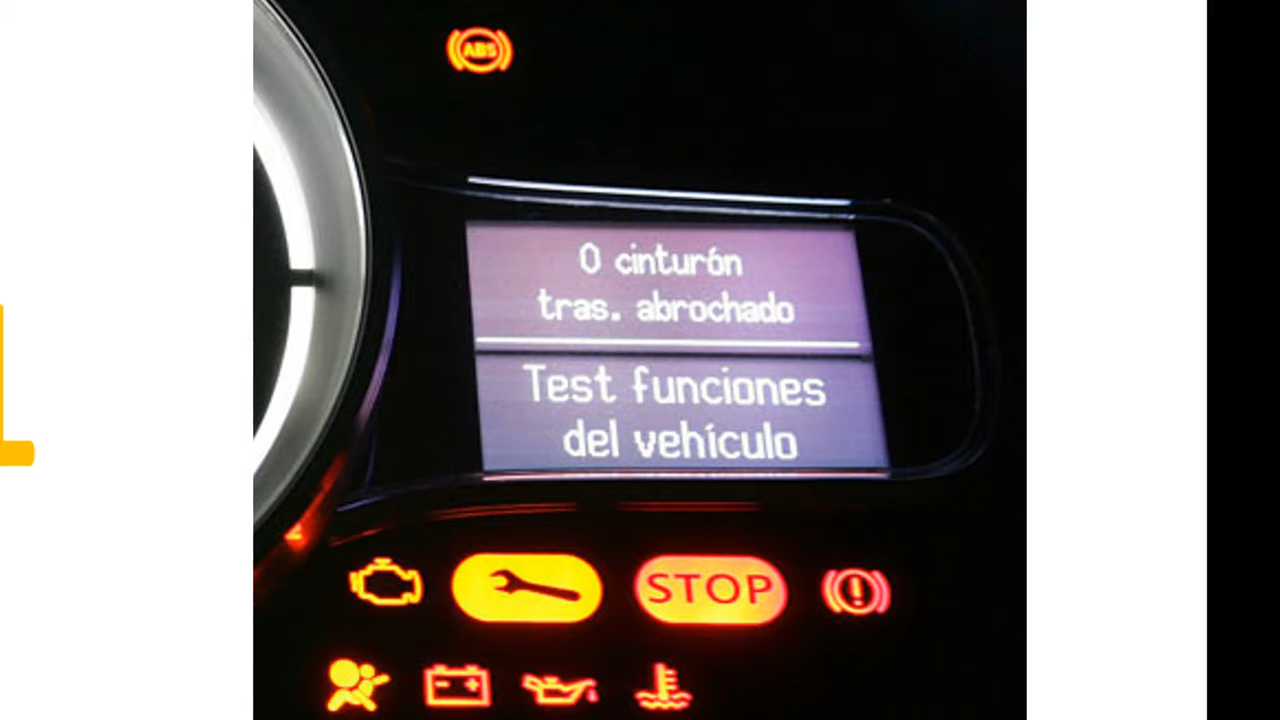 ABS
0 cinturón
tras. abrochado
Test funciones
del vehículo
STOP